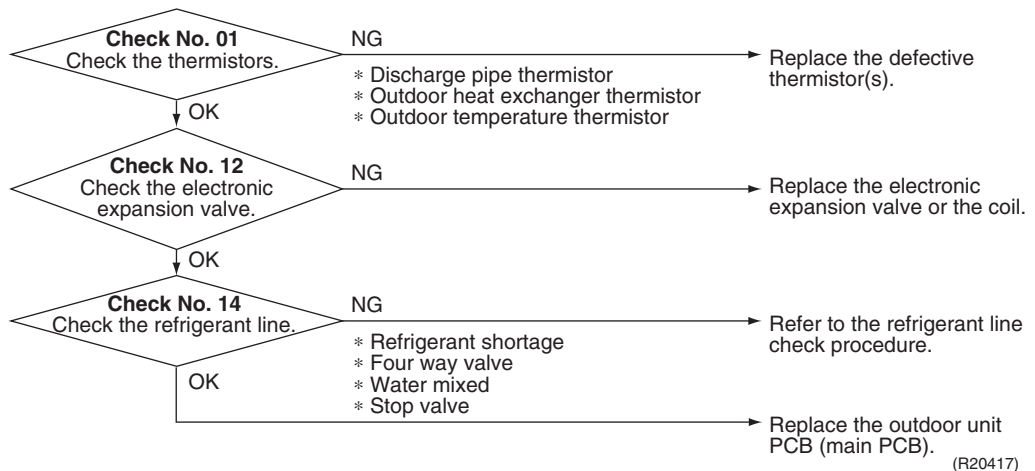 Check No. 01
Check the thermistors.
NG
∗ Discharge pipe thermistor
∗ Outdoor heat exchanger thermistor
∗ Outdoor temperature thermistor
Replace the defective
thermistor(s).
OK
Check No. 12
Check the electronic
expansion valve.
NG
Replace the electronic
expansion valve or the coil.
OK
Check No. 14
Check the refrigerant line.
NG
∗ Refrigerant shortage
∗ Four way valve
∗ Water mixed
∗ Stop valve
Refer to the refrigerant line
check procedure.
OK
Replace the outdoor unit
PCB (main PCB).
(R20417)